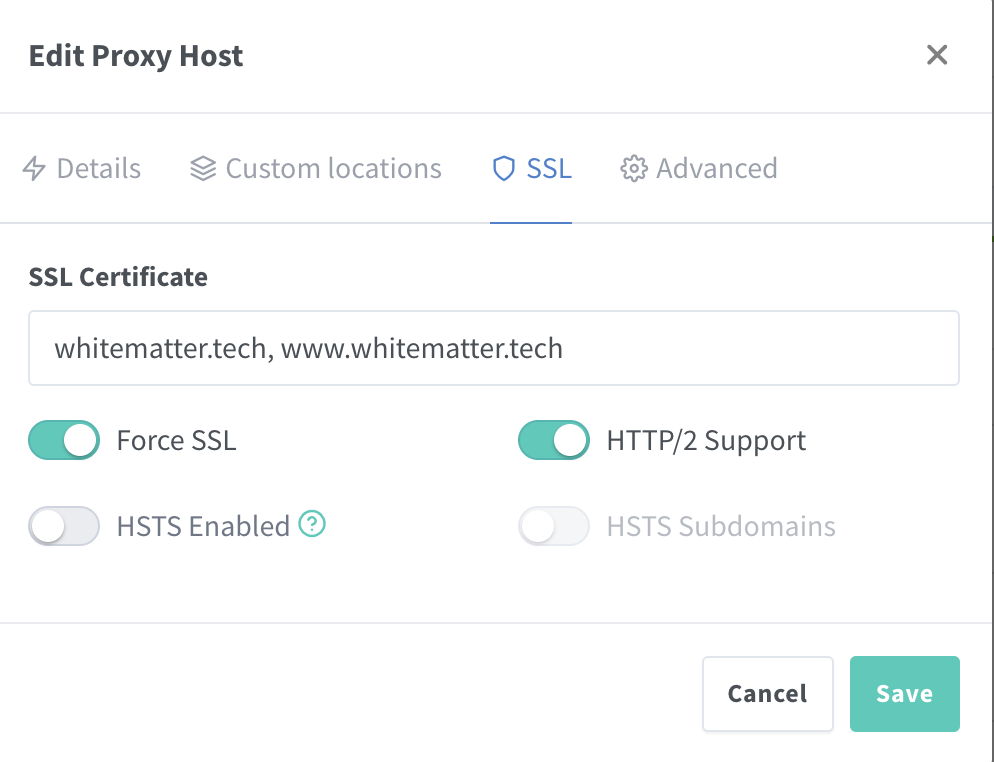 Edit Proxy Host
Details Custom locations SSL Advanced
SSL Certificate
whitematter.tech, www.whitematter.tech
Force SSL HTTP/2 Support
HSTS Enabled ? HSTS Subdomains
Cancel Save